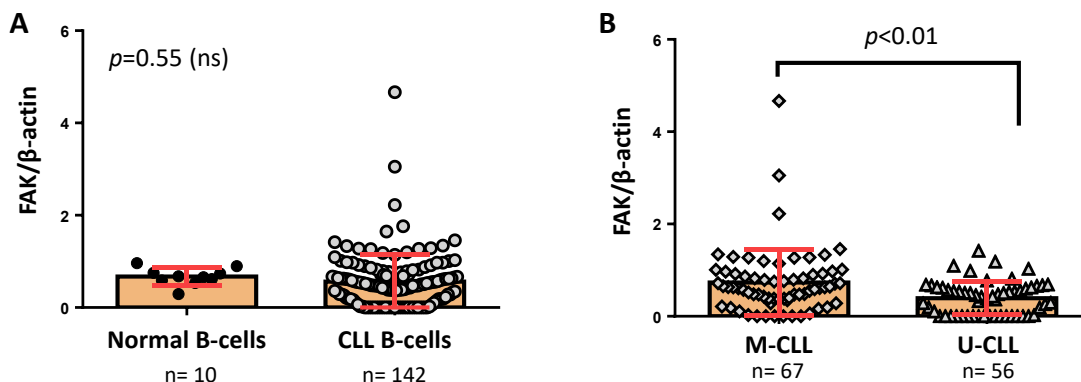 A
p=0.55 (ns)
FAK/β-actin
6
4
2
0
Normal B-cells
CLL B-cells
n= 10
n= 142
B
p<0.01
FAK/β-actin
6
4
2
0
M-CLL
U-CLL
n= 67
n= 56